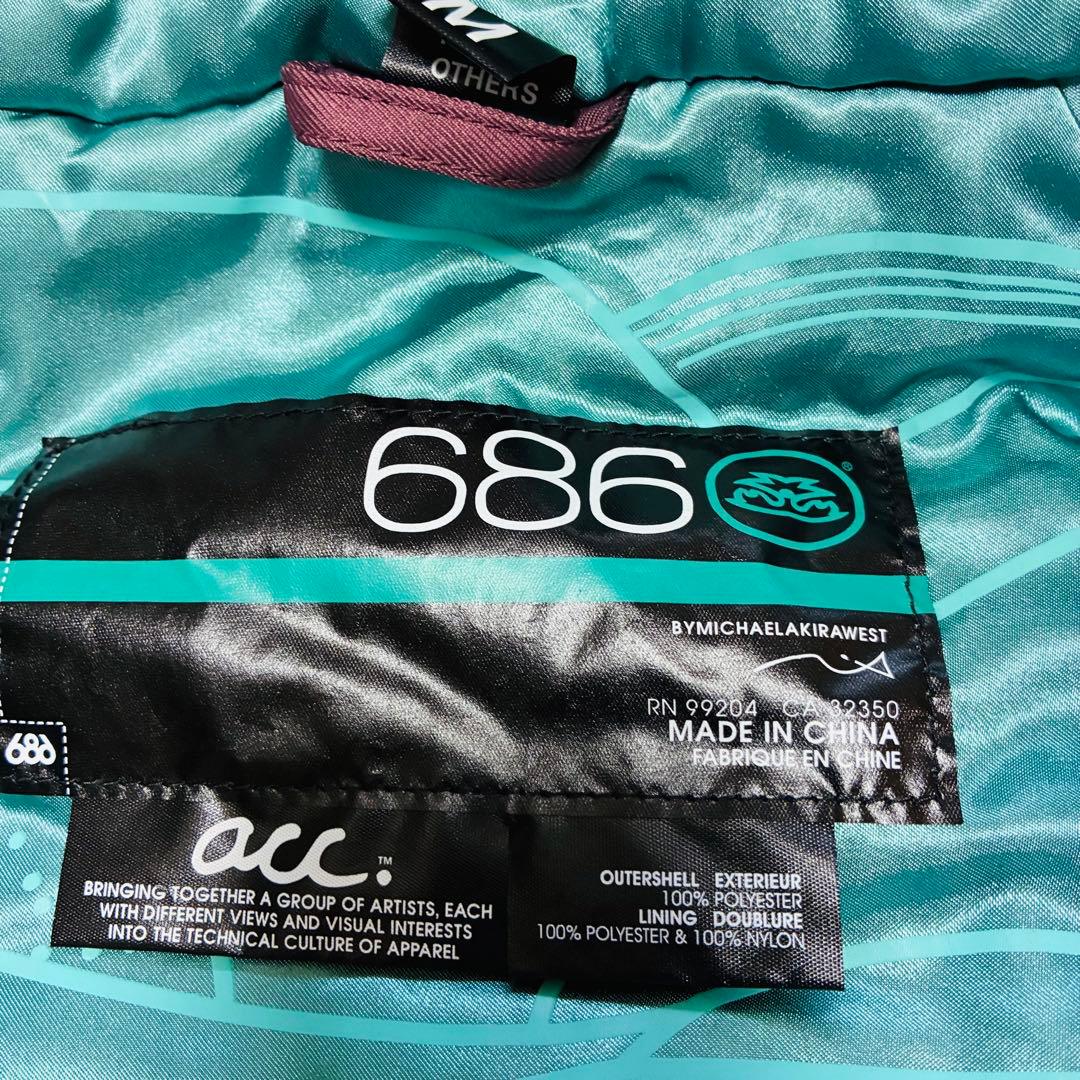 M
OTHERS
686®
BYMICHAELAKIRAWEST
RN 99204 CA 32350
MADE IN CHINA
FABRIQUE EN CHINE
686
acc.™
BRINGING TOGETHER A GROUP OF ARTISTS, EACH
WITH DIFFERENT VIEWS AND VISUAL INTERESTS
INTO THE TECHNICAL CULTURE OF APPAREL
OUTERSHELL EXTERIEUR
100% POLYESTER
LINING DOUBLURE
100% POLYESTER & 100% NYLON